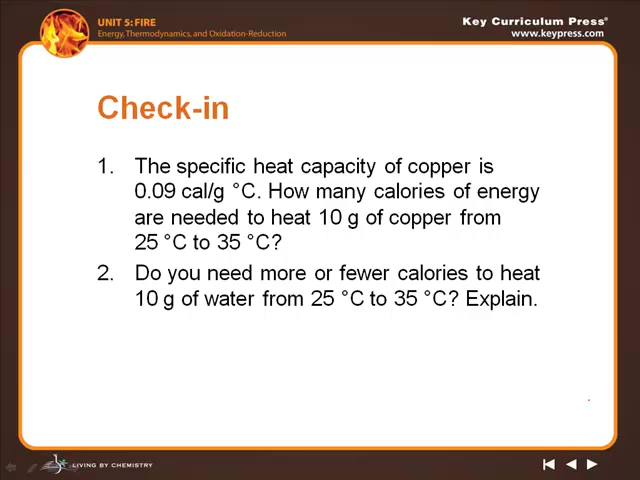 UNIT 5: FIRE
Energy, Thermodynamics, and Oxidation-Reduction
Key Curriculum Press®
www.keypress.com
Check-in
1. The specific heat capacity of copper is
0.09 cal/g °C. How many calories of energy
are needed to heat 10 g of copper from
25 °C to 35 °C?
2. Do you need more or fewer calories to heat
10 g of water from 25 °C to 35 °C? Explain.
LIVING BY CHEMISTRY